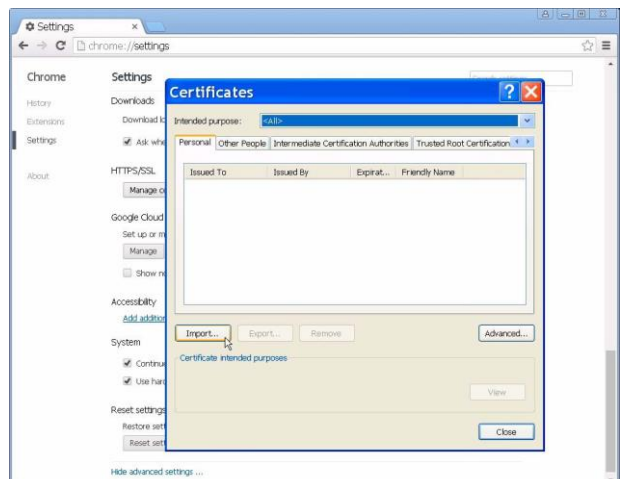 Settings
chrome://settings
Chrome
History
Extensions
Settings
About
Settings
Downloads
Download lo
Ask whe
HTTPS/SSL
Manage ce
Google Cloud
Set up or m
Manage
Show no
Accessibility
Add addition
System
Continue
Use hard
Reset settings
Restore sett
Reset sett
Hide advanced settings ...
Certificates
Intended purpose: <All>
Personal Other People Intermediate Certification Authorities Trusted Root Certification
Issued To Issued By Expirat... Friendly Name
Import... Export... Remove Advanced...
Certificate intended purposes
View
Close